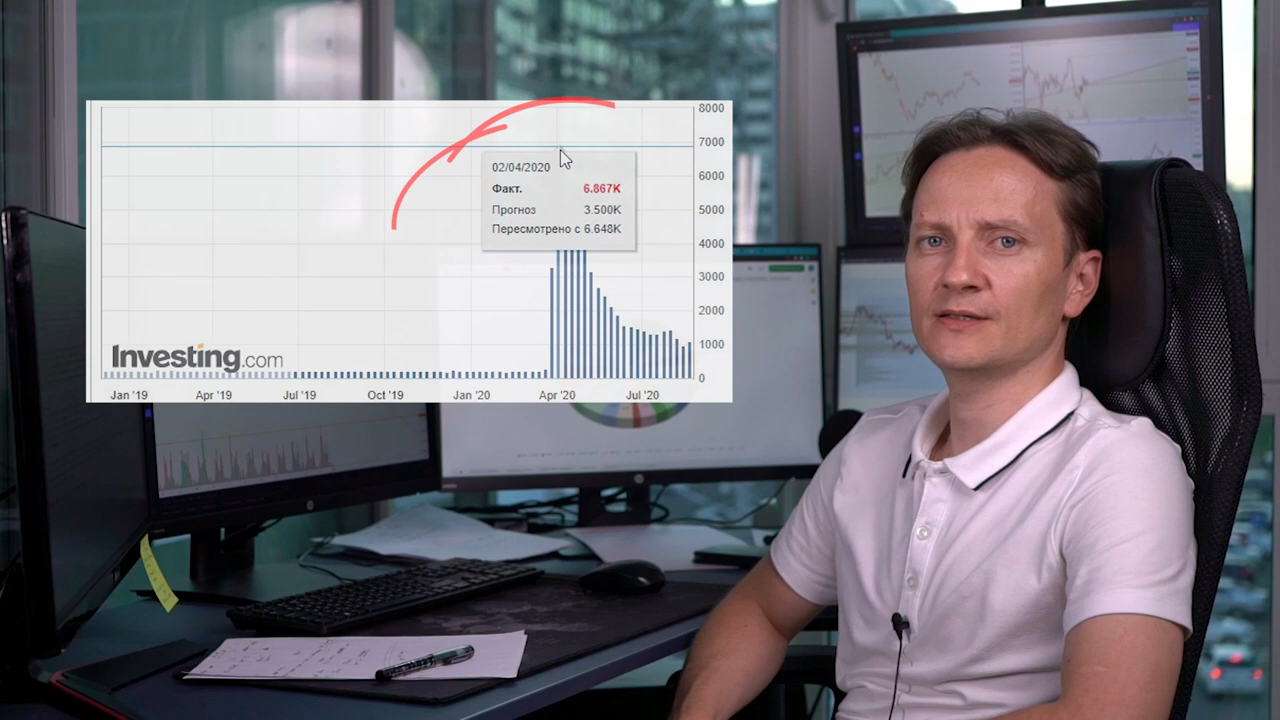 8000
7000
6000
5000
4000
3000
2000
1000
0
02/04/2020
Факт. 6.867K
Прогноз 3.500K
Пересмотрено с 6.648K
Investing.com
Jan '19 Apr '19 Jul '19 Oct '19 Jan '20 Apr '20 Jul '20